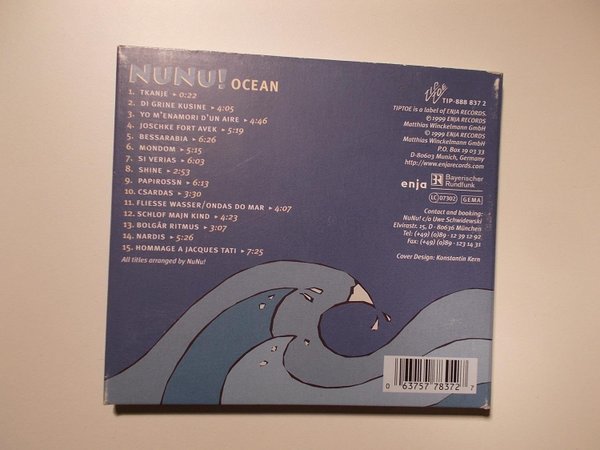 NUNU! OCEAN
1. TKANJE ▸ 0:22
2. DI GRINE KUSINE ▸ 4:05
3. YO M'ENAMORI D'UN AIRE ▸ 4:46
4. JOSCHKE FORT AVEK ▸ 5:19
5. BESSARABIA ▸ 6:26
6. MONDOM ▸ 5:15
7. SI VERIAS ▸ 6:03
8. SHINE ▸ 2:53
9. PAPIROSSN ▸ 6:13
10. CSARDAS ▸ 3:30
11. FLIESSE WASSER/ONDAS DO MAR ▸ 4:07
12. SCHLOF MAJN KIND ▸ 4:23
13. BOLGÄR RITMUS ▸ 3:07
14. NARDIS ▸ 5:26
15. HOMMAGE A JACQUES TATI ▸ 7:25
All titles arranged by NuNu!
TIPTOE
TIP-888 837 2
TIPTOE is a label of ENJA RECORDS.
℗ 1999 ENJA RECORDS
Matthias Winckelmann GmbH
© 1999 ENJA RECORDS
Matthias Winckelmann GmbH
P.O. Box 19 03 33
D-80603 Munich, Germany
http://www.enjarecords.com
enja Bayerischer Rundfunk
LC 07302 GEMA
Contact and booking:
NuNu! c/o Uwe Schwidewski
Elvirastr. 15, D - 80636 München
Tel: (+49) (0)89 - 12 39 12 92
Fax: (+49) (0)89 - 123 14 31
Cover Design: Konstantin Kern
0 63757 78372 7